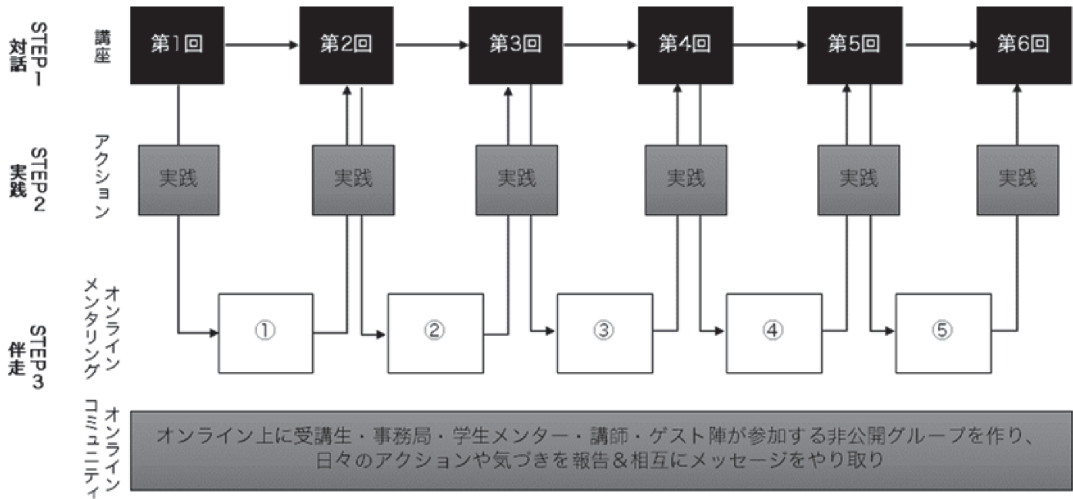 STEP1
対話
講座
第1回
第2回
第3回
第4回
第5回
第6回
STEP2
実践
アクション
実践
実践
実践
実践
実践
実践
STEP3
伴走
オンライン
メンタリング
①
②
③
④
⑤
オンライン
コミュニティ
オンライン上に受講生・事務局・学生メンター・講師・ゲスト陣が参加する非公開グループを作り、
日々のアクションや気づきを報告&相互にメッセージをやり取り